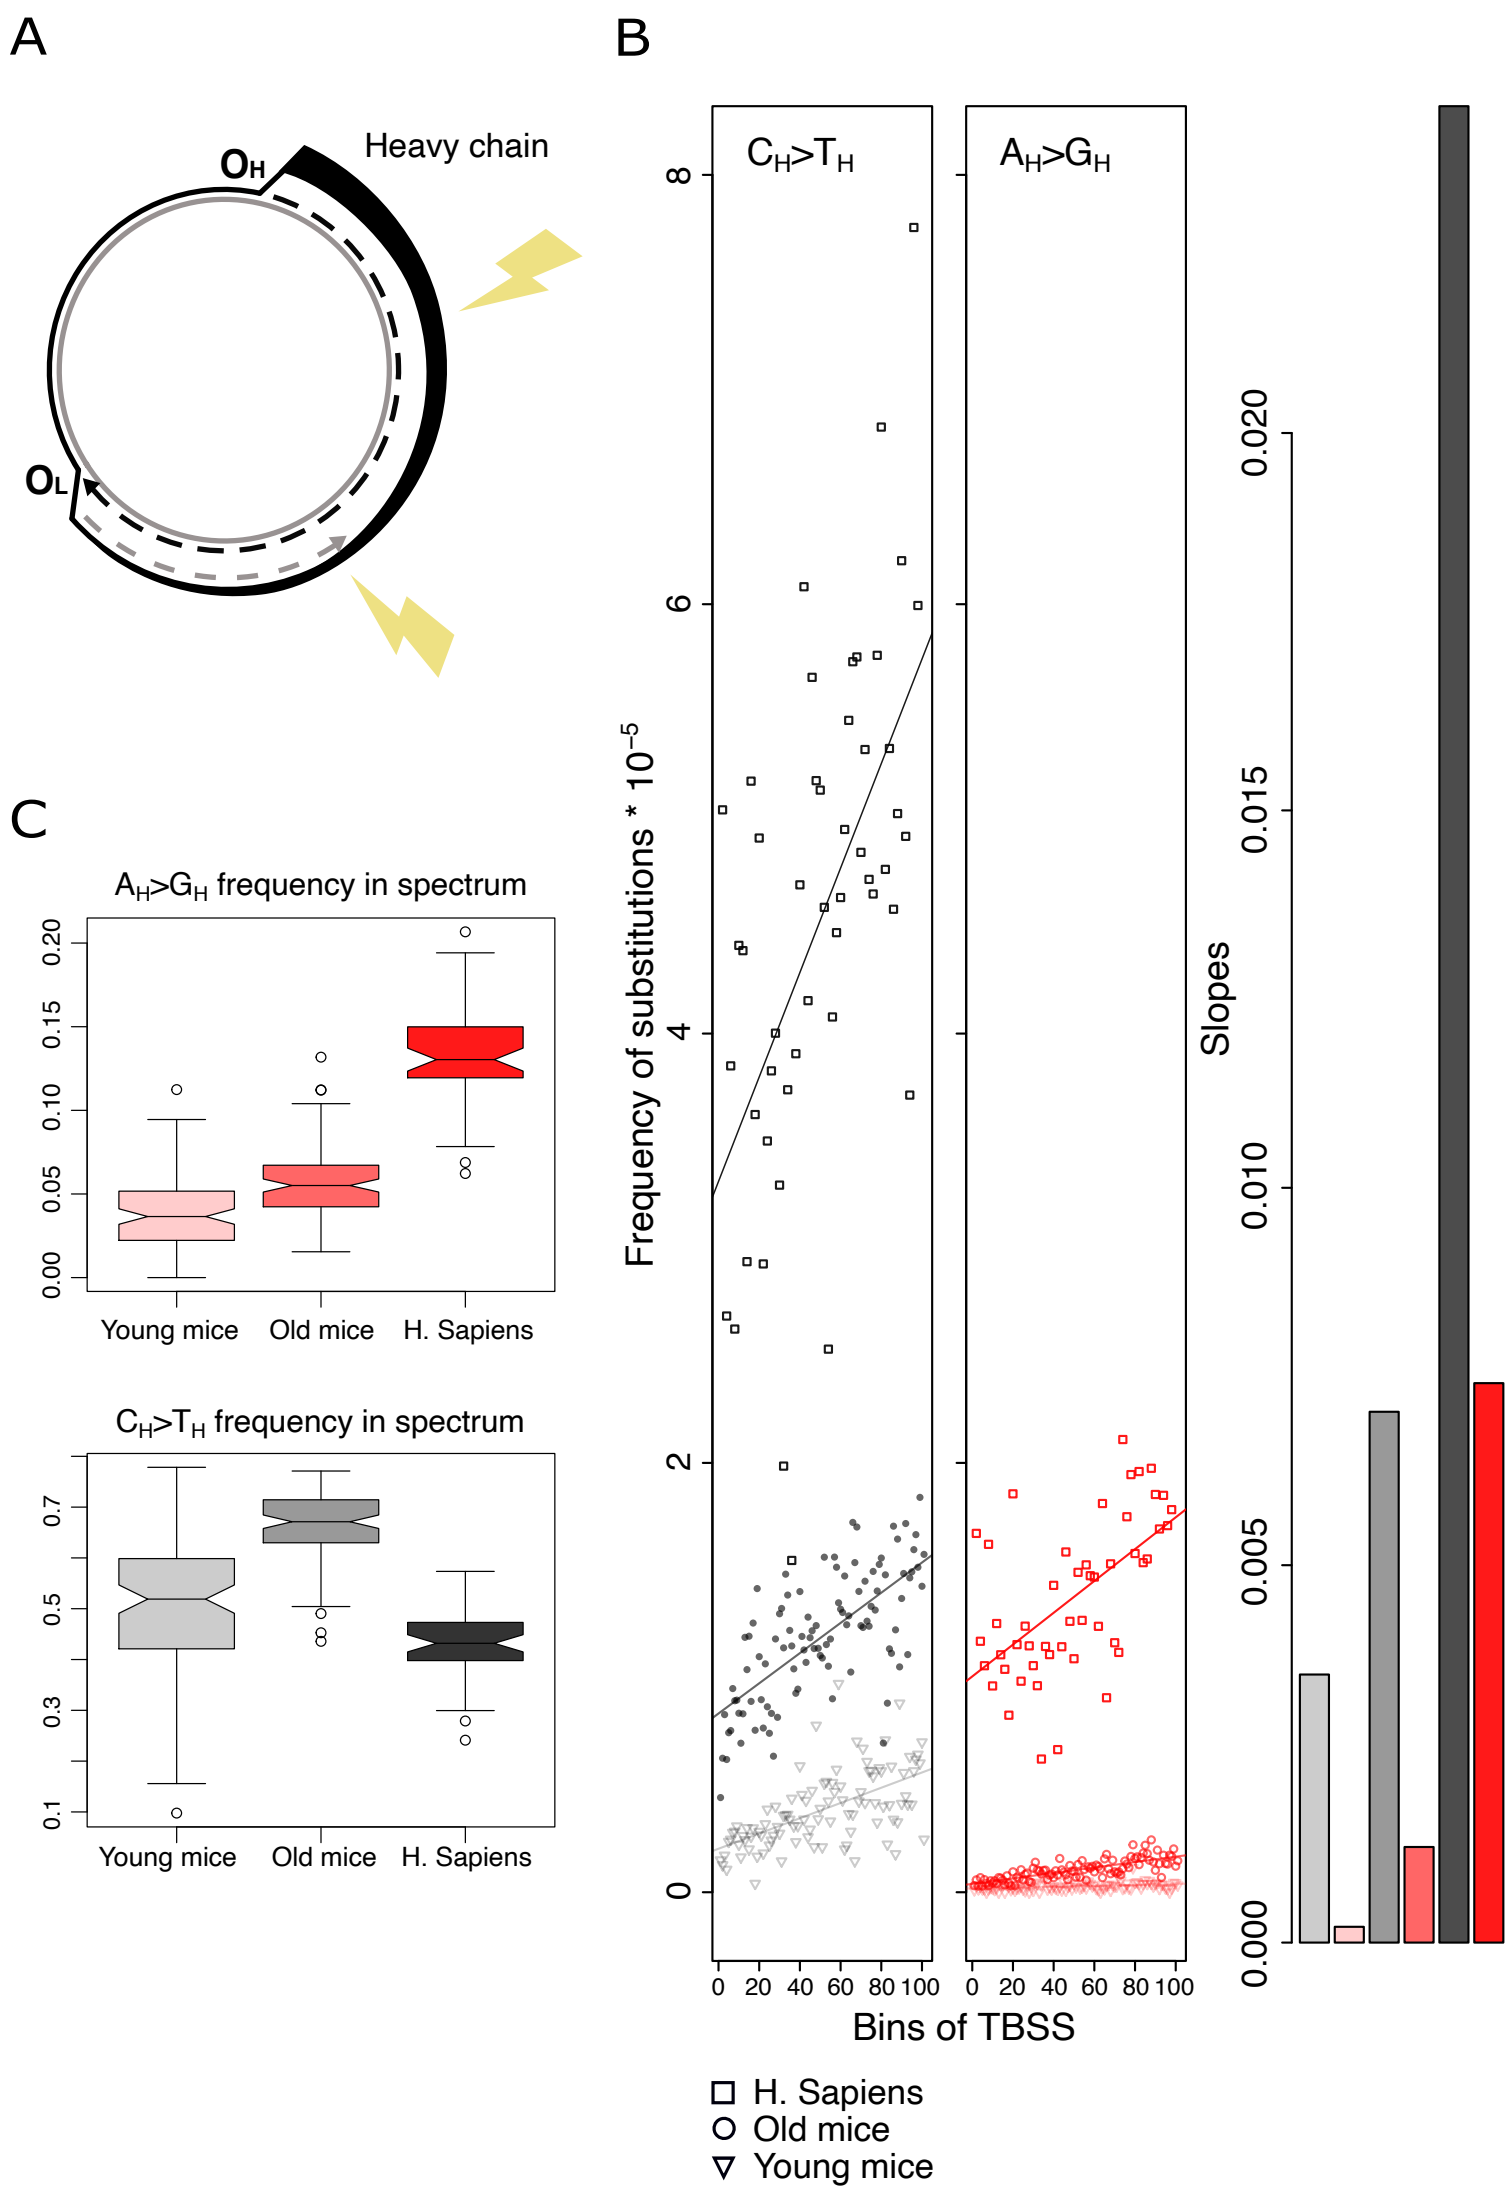 A
Heavy chain
OH
OL
B
CH>TH
AH>GH
Frequency of substitutions * 10−5
8
6
4
2
0
0 20 40 60 80 100
0 20 40 60 80 100
Bins of TBSS
H. Sapiens
Old mice
Young mice
Slopes
0.020
0.015
0.010
0.005
0.000
C
AH>GH frequency in spectrum
0.20
0.15
0.10
0.05
0.00
Young mice Old mice H. Sapiens
CH>TH frequency in spectrum
0.7
0.5
0.3
0.1
Young mice Old mice H. Sapiens